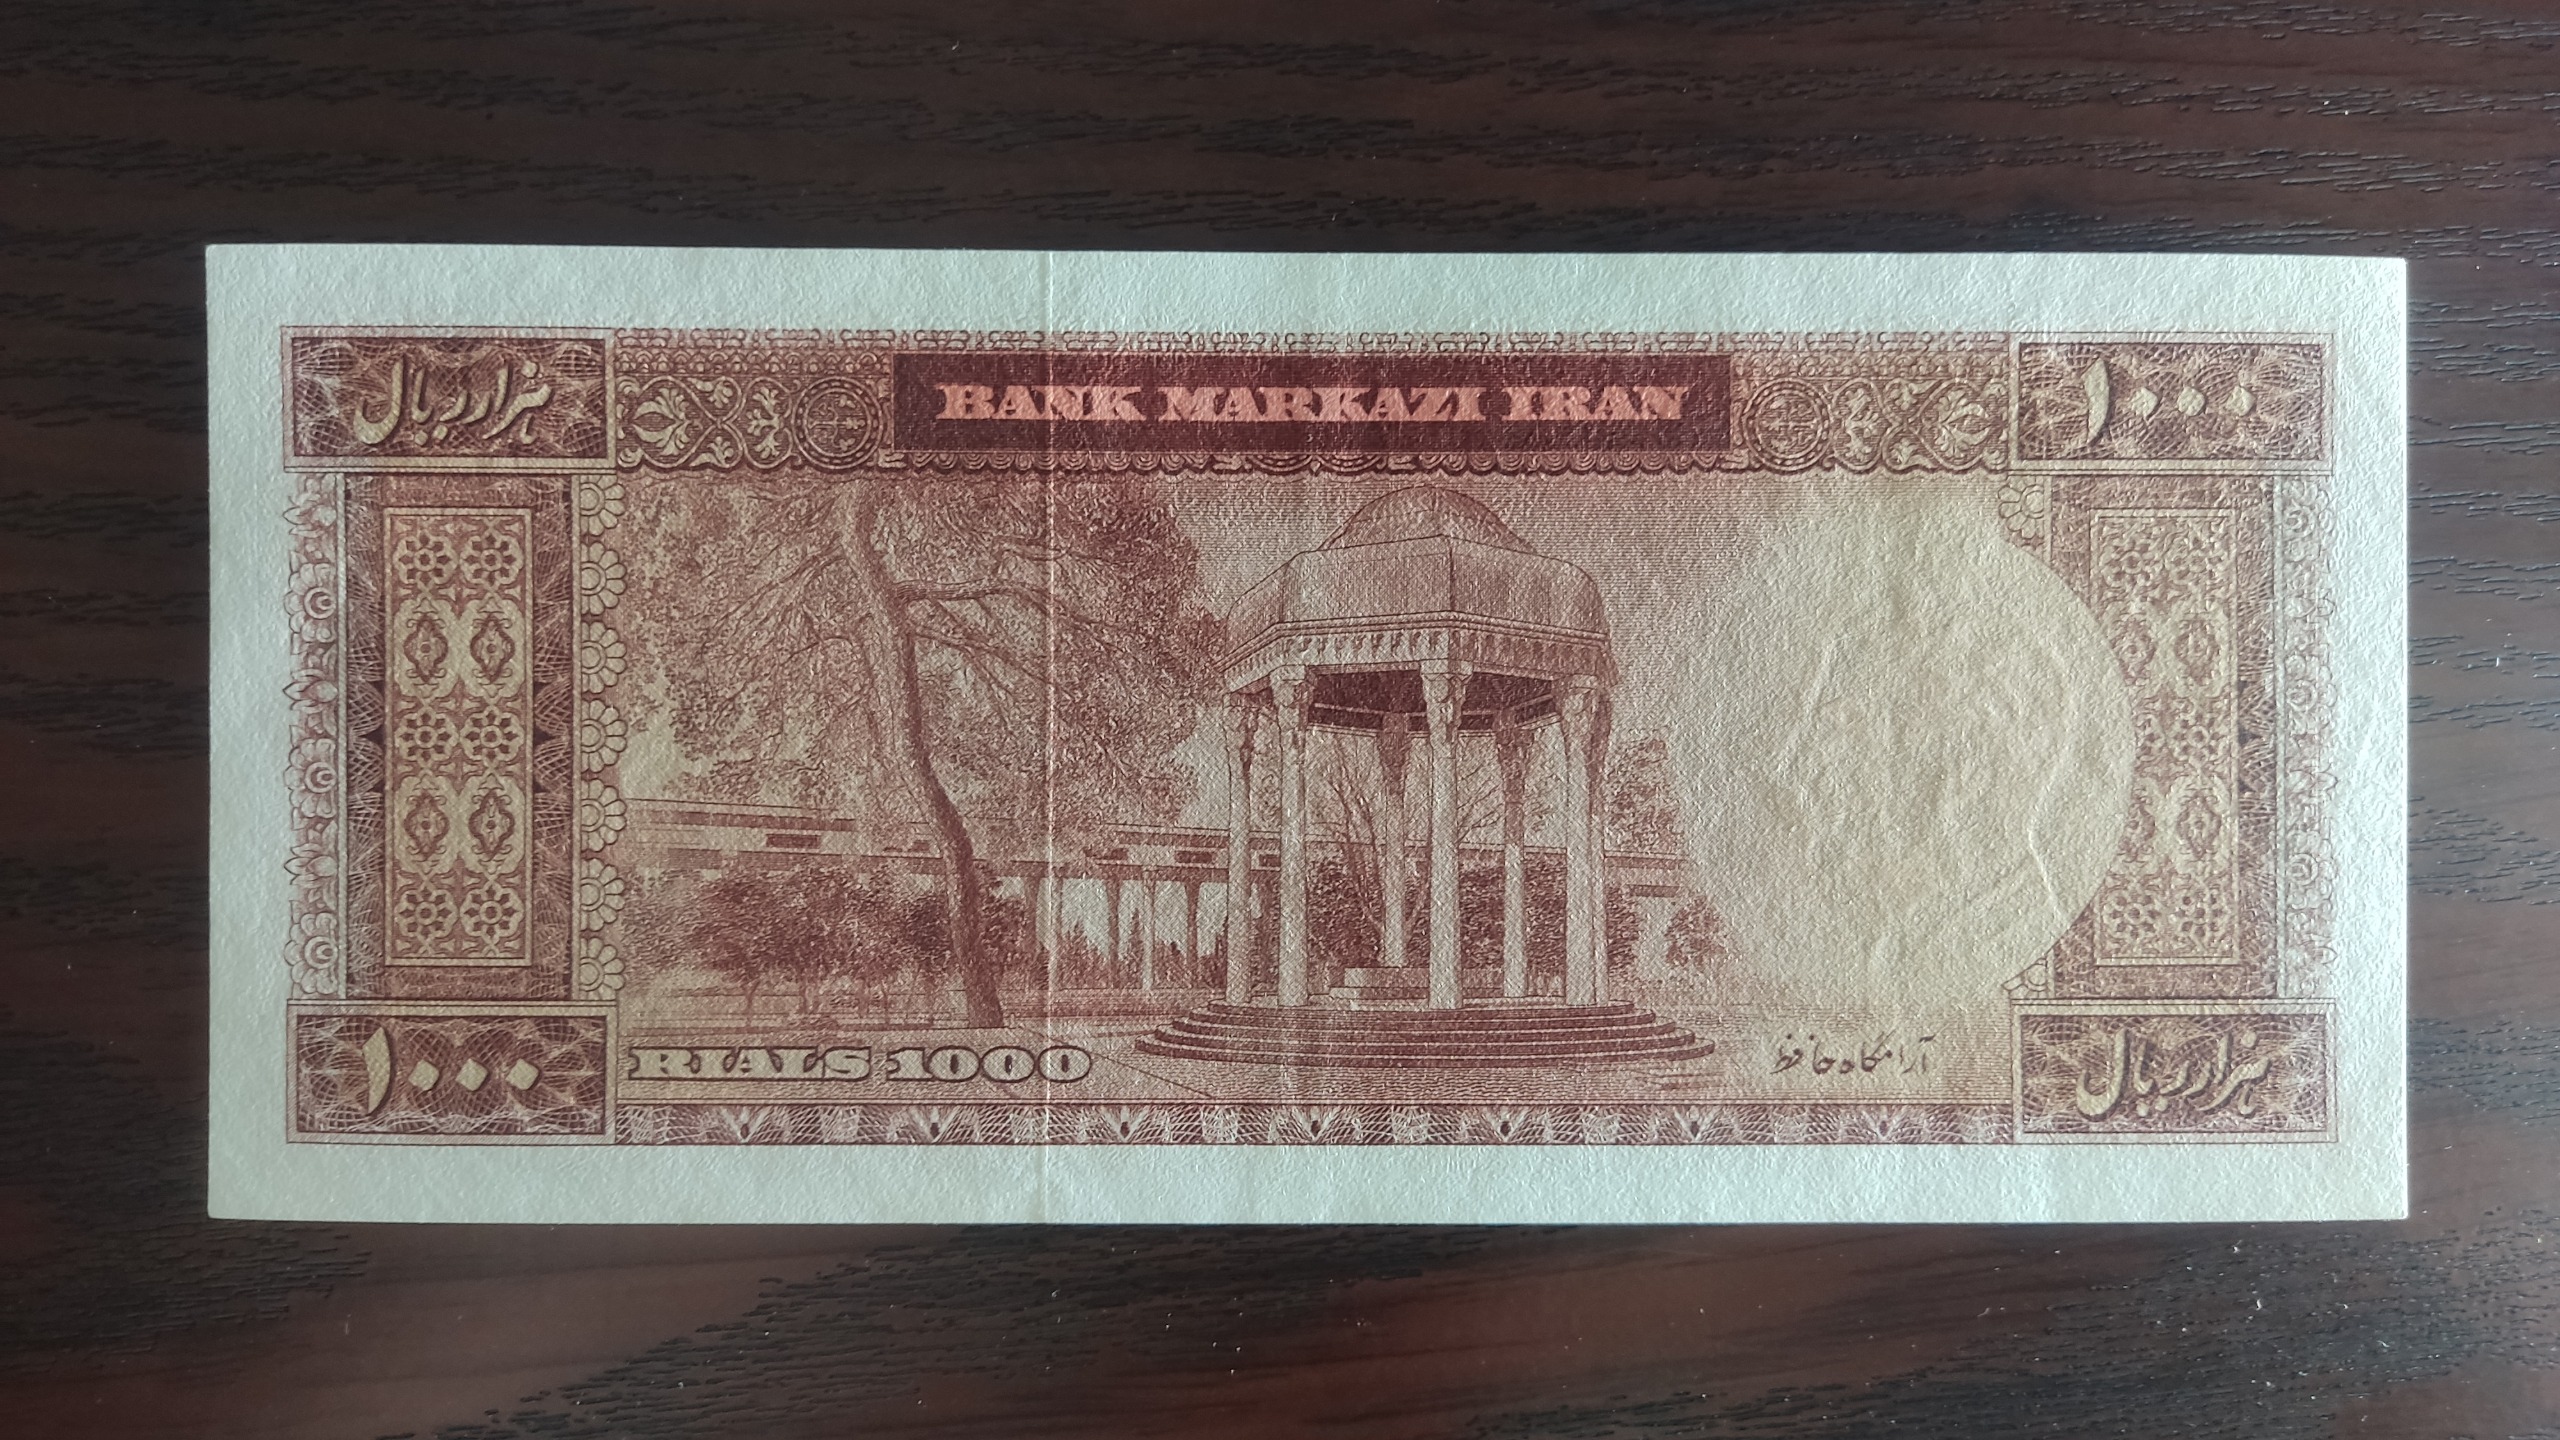 هزار ریال
BANK MARKAZI IRAN
۱۰۰۰
۱۰۰۰
RIALS 1000
آرامگاه حافظ
هزار ریال